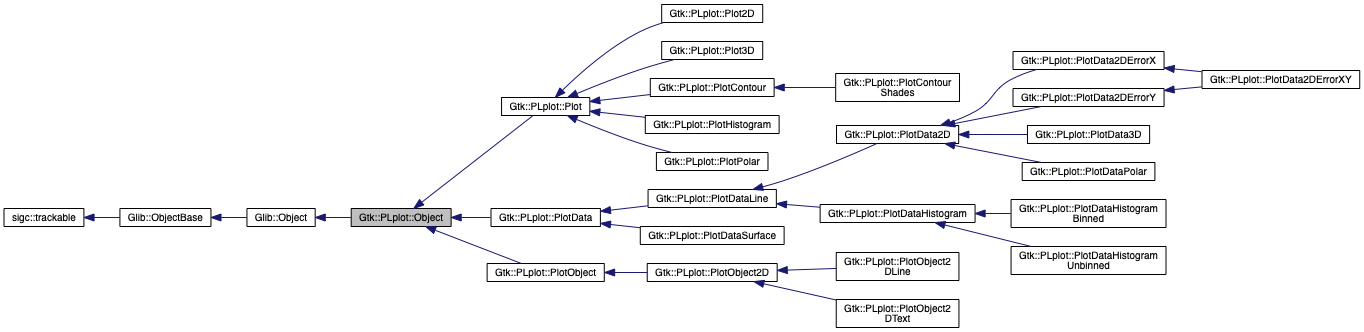 Gtk::PLplot::Plot2D
Gtk::PLplot::Plot3D
Gtk::PLplot::PlotContour
Gtk::PLplot::PlotContour
Shades
Gtk::PLplot::Plot
Gtk::PLplot::PlotHistogram
Gtk::PLplot::PlotPolar
Gtk::PLplot::PlotData2DErrorX
Gtk::PLplot::PlotData2DErrorXY
Gtk::PLplot::PlotData2DErrorY
Gtk::PLplot::PlotData2D
Gtk::PLplot::PlotData3D
Gtk::PLplot::PlotDataPolar
sigc::trackable
Glib::ObjectBase
Glib::Object
Gtk::PLplot::Object
Gtk::PLplot::PlotData
Gtk::PLplot::PlotDataLine
Gtk::PLplot::PlotDataHistogram
Gtk::PLplot::PlotDataHistogram
Binned
Gtk::PLplot::PlotDataSurface
Gtk::PLplot::PlotDataHistogram
Unbinned
Gtk::PLplot::PlotObject
Gtk::PLplot::PlotObject2D
Gtk::PLplot::PlotObject2
DLine
Gtk::PLplot::PlotObject2
DText